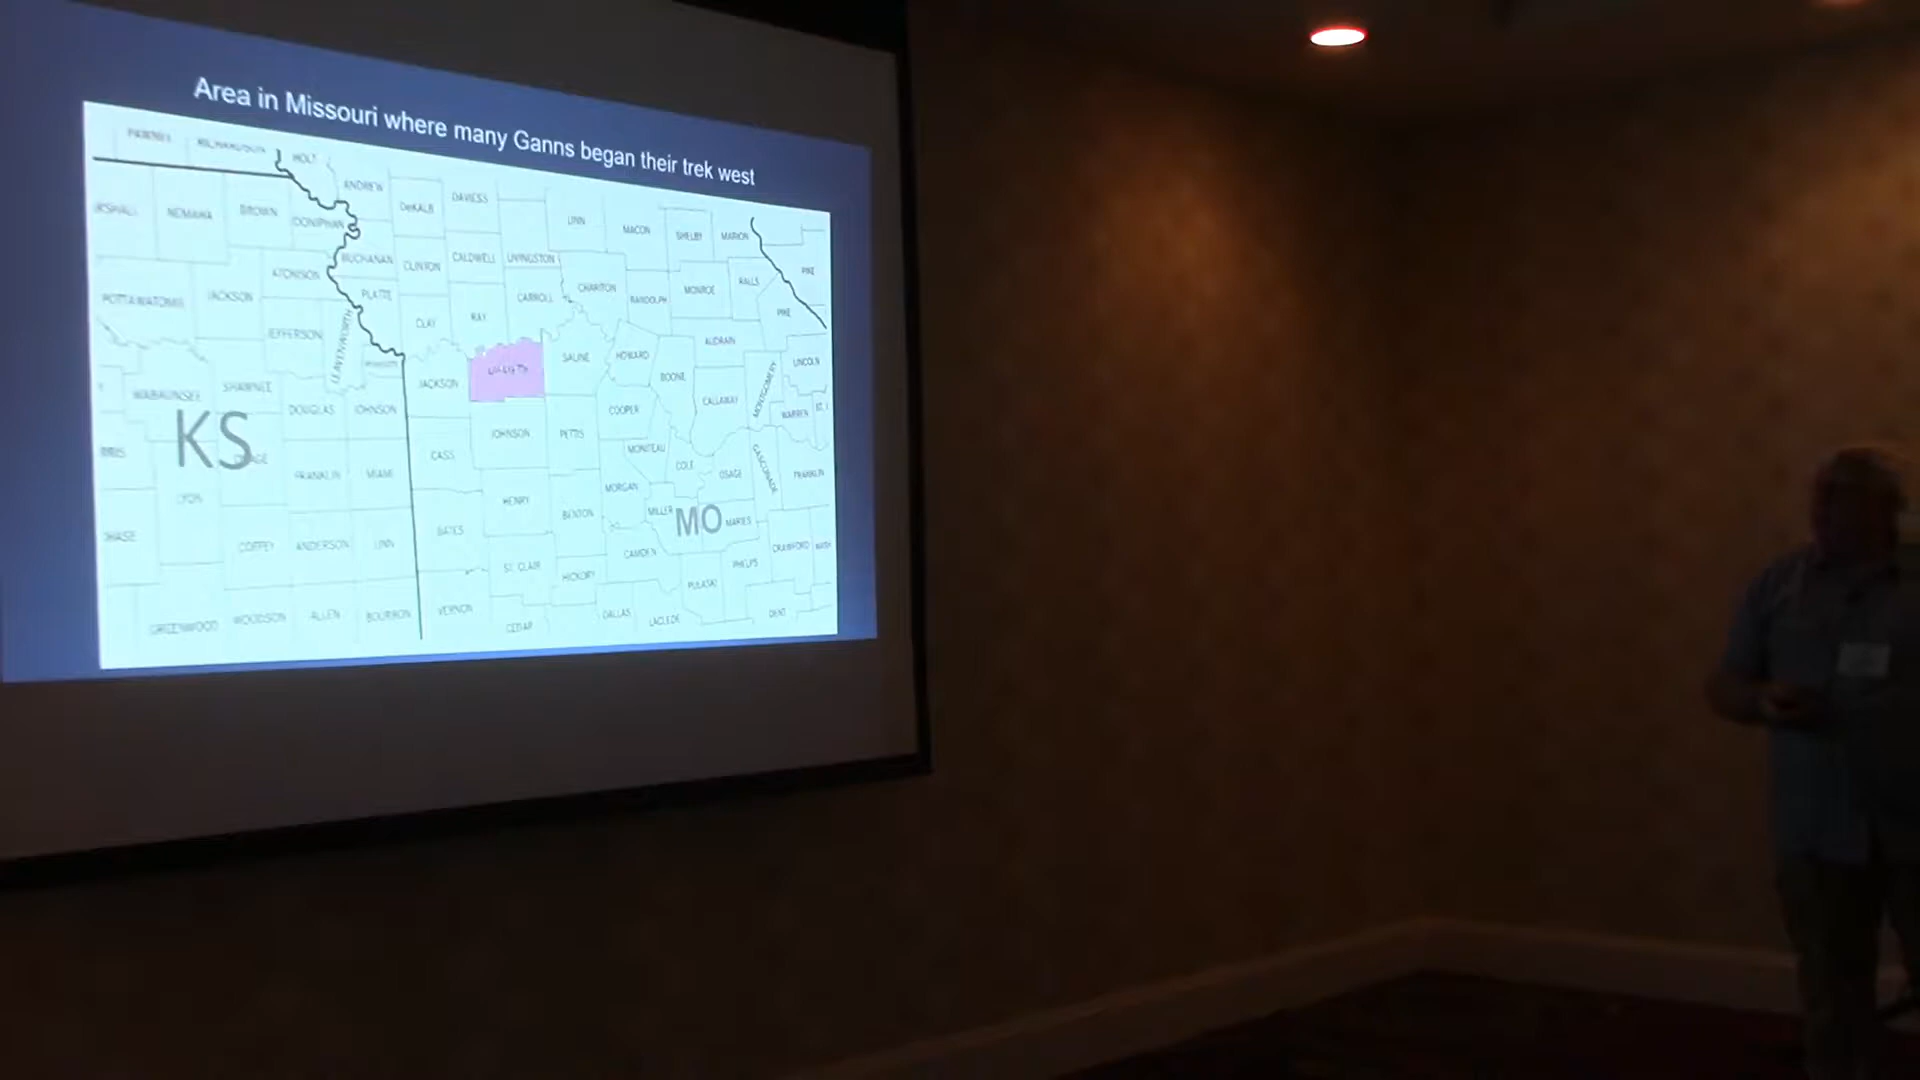 Area in Missouri where many Ganns began their trek west
HOLT
ANDREW
DeKALB
DAVIESS
LINN
MACON
SHELBY
MARION
PIKE
NEMAHA
BROWN
DONIPHAN
BUCHANAN
CLINTON
CALDWELL
LIVINGSTON
ATCHISON
PLATTE
CARROLL
CHARITON
RANDOLPH
MONROE
RALLS
PIKE
POTTAWATOMIE
JACKSON
JEFFERSON
LEAVENWORTH
CLAY
RAY
AUDRAIN
LINCOLN
JACKSON
SALINE
HOWARD
BOONE
CALLAWAY
MONTGOMERY
WARREN
WABAUNSEE
SHAWNEE
DOUGLAS
JOHNSON
KS
CASS
JOHNSON
PETTIS
COOPER
MONITEAU
COLE
OSAGE
GASCONADE
FRANKLIN
LYON
FRANKLIN
MIAMI
HENRY
BENTON
MORGAN
MILLER
MO
MARIES
COFFEY
ANDERSON
LINN
BATES
ST. CLAIR
HICKORY
CAMDEN
PULASKI
PHELPS
CRAWFORD
GREENWOOD
WOODSON
ALLEN
BOURBON
VERNON
CEDAR
DALLAS
LACLEDE
DENT